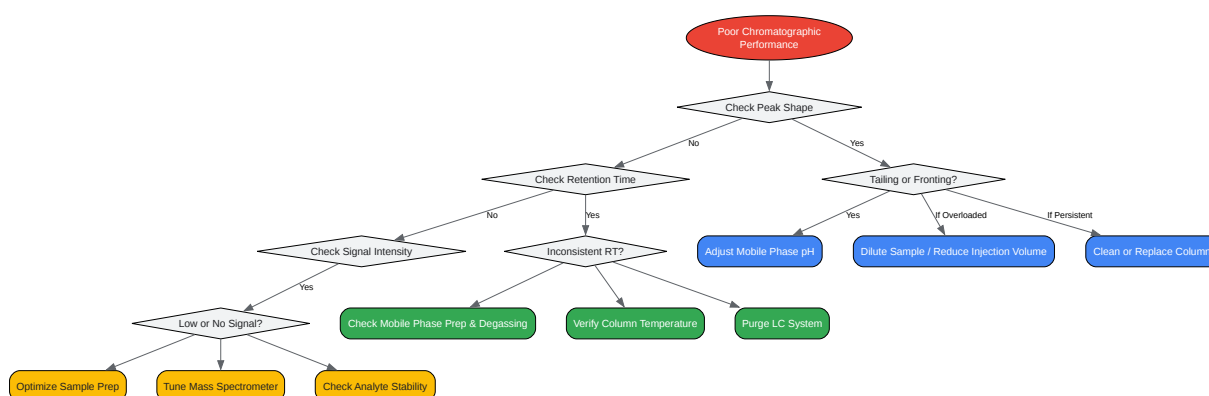 Poor Chromatographic
Performance
Check Peak Shape
No
Yes
Check Retention Time
Tailing or Fronting?
No
Yes
Yes
If Overloaded
If Persistent
Check Signal Intensity
Inconsistent RT?
Adjust Mobile Phase pH
Dilute Sample / Reduce Injection Volume
Clean or Replace Column
Yes
Low or No Signal?
Check Mobile Phase Prep & Degassing
Verify Column Temperature
Purge LC System
Optimize Sample Prep
Tune Mass Spectrometer
Check Analyte Stability